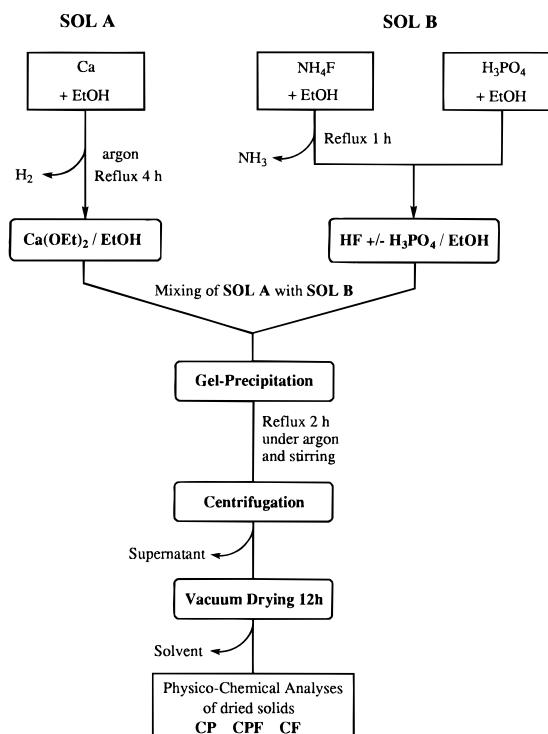 SOL A
SOL B
Ca
+ EtOH
NH4F
+ EtOH
H₃PO₄
+ EtOH
argon
Reflux 4 h
H₂
Reflux 1 h
NH₃
Ca(OEt)₂ / EtOH
HF +/- H₃PO₄ / EtOH
Mixing of SOL A with SOL B
Gel-Precipitation
Reflux 2 h
under argon
and stirring
Centrifugation
Supernatant
Vacuum Drying 12h
Solvent
Physico-Chemical Analyses
of dried solids
CP CPF CF